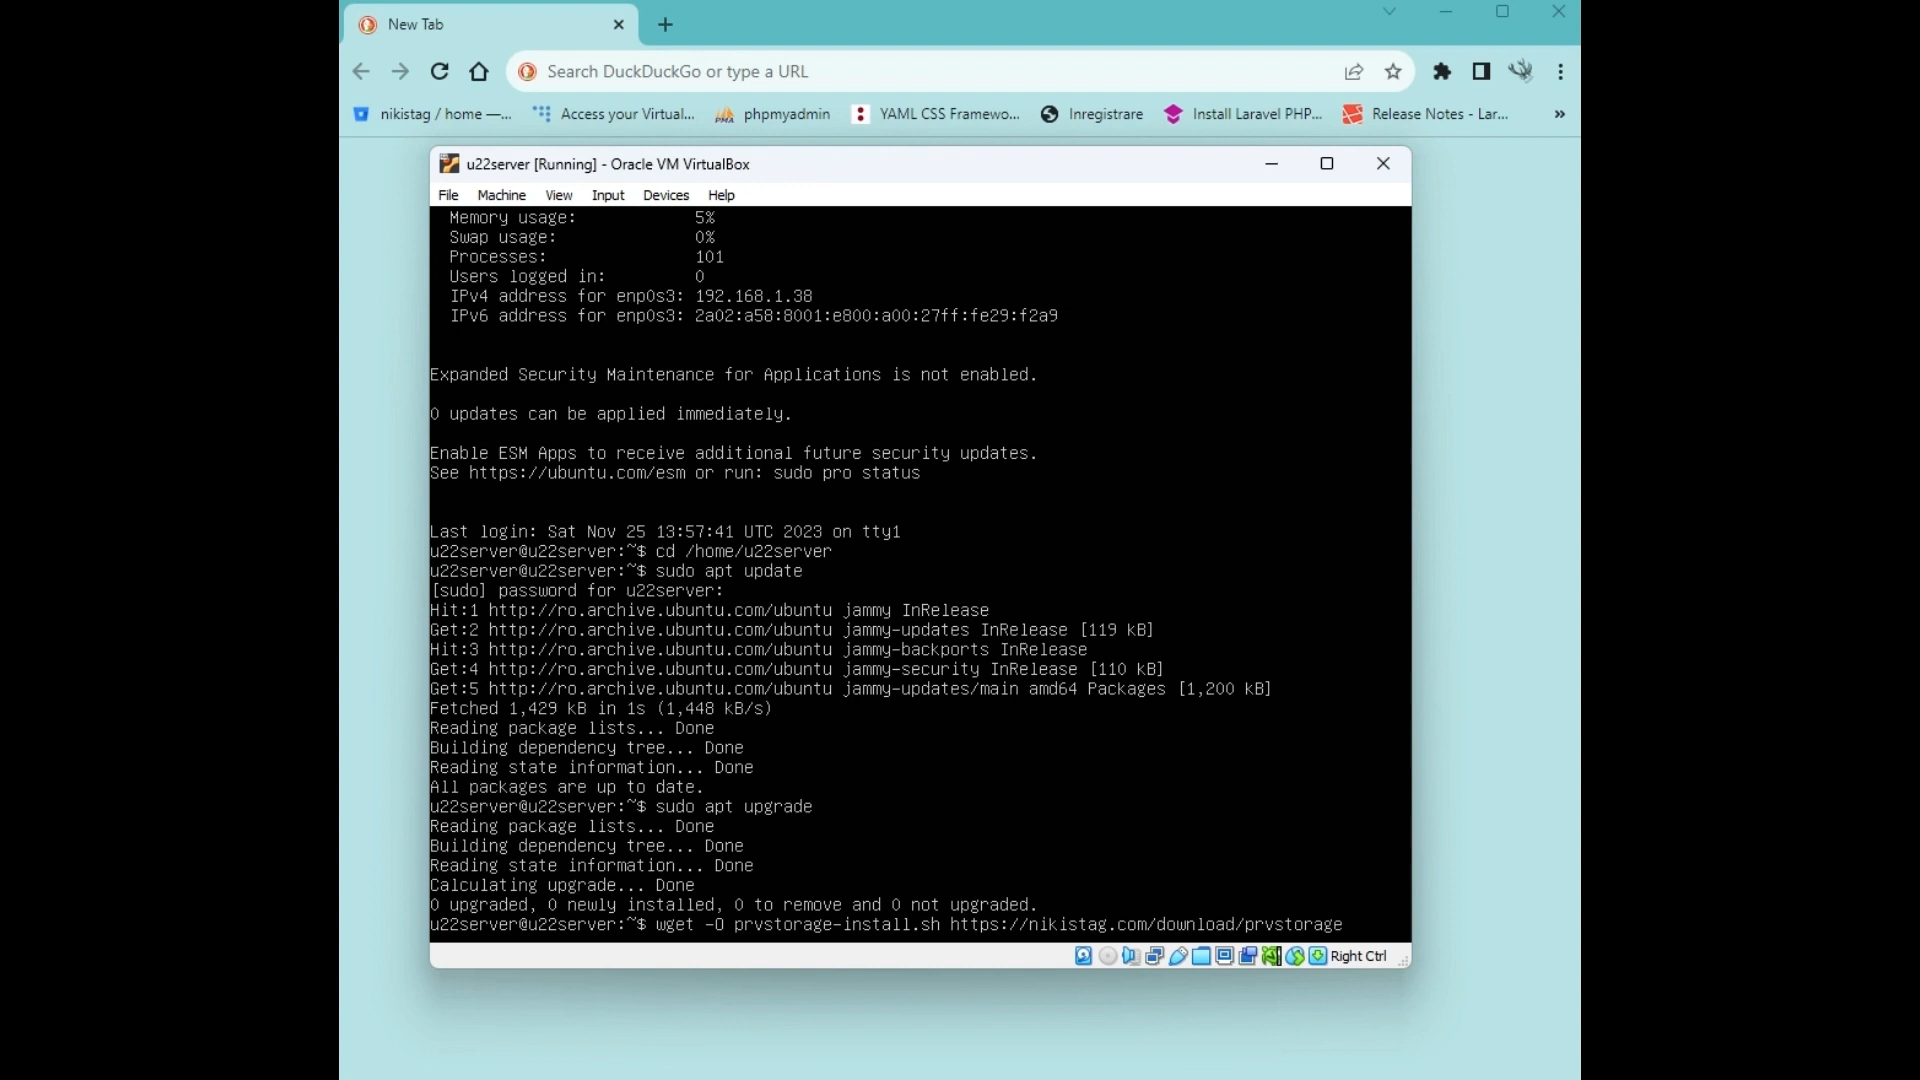 New Tab
Search DuckDuckGo or type a URL
nikistag / home —...
Access your Virtual...
PMA
phpmyadmin
YAML CSS Framewo...
Inregistrare
Install Laravel PHP...
Release Notes - Lar...
»
u22server [Running] - Oracle VM VirtualBox
File Machine View Input Devices Help
Memory usage: 5%
Swap usage: 0%
Processes: 101
Users logged in: 0
IPv4 address for enp0s3: 192.168.1.38
IPv6 address for enp0s3: 2a02:a58:8001:e800:a00:27ff:fe29:f2a9
Expanded Security Maintenance for Applications is not enabled.
0 updates can be applied immediately.
Enable ESM Apps to receive additional future security updates.
See https://ubuntu.com/esm or run: sudo pro status
Last login: Sat Nov 25 13:57:41 UTC 2023 on tty1
u22server@u22server:~$ cd /home/u22server
u22server@u22server:~$ sudo apt update
[sudo] password for u22server:
Hit:1 http://ro.archive.ubuntu.com/ubuntu jammy InRelease
Get:2 http://ro.archive.ubuntu.com/ubuntu jammy-updates InRelease [119 kB]
Hit:3 http://ro.archive.ubuntu.com/ubuntu jammy-backports InRelease
Get:4 http://ro.archive.ubuntu.com/ubuntu jammy-security InRelease [110 kB]
Get:5 http://ro.archive.ubuntu.com/ubuntu jammy-updates/main amd64 Packages [1,200 kB]
Fetched 1,429 kB in 1s (1,448 kB/s)
Reading package lists... Done
Building dependency tree... Done
Reading state information... Done
All packages are up to date.
u22server@u22server:~$ sudo apt upgrade
Reading package lists... Done
Building dependency tree... Done
Reading state information... Done
Calculating upgrade... Done
0 upgraded, 0 newly installed, 0 to remove and 0 not upgraded.
u22server@u22server:~$ wget -O prvstorage-install.sh https://nikistag.com/download/prvstorage
Right Ctrl